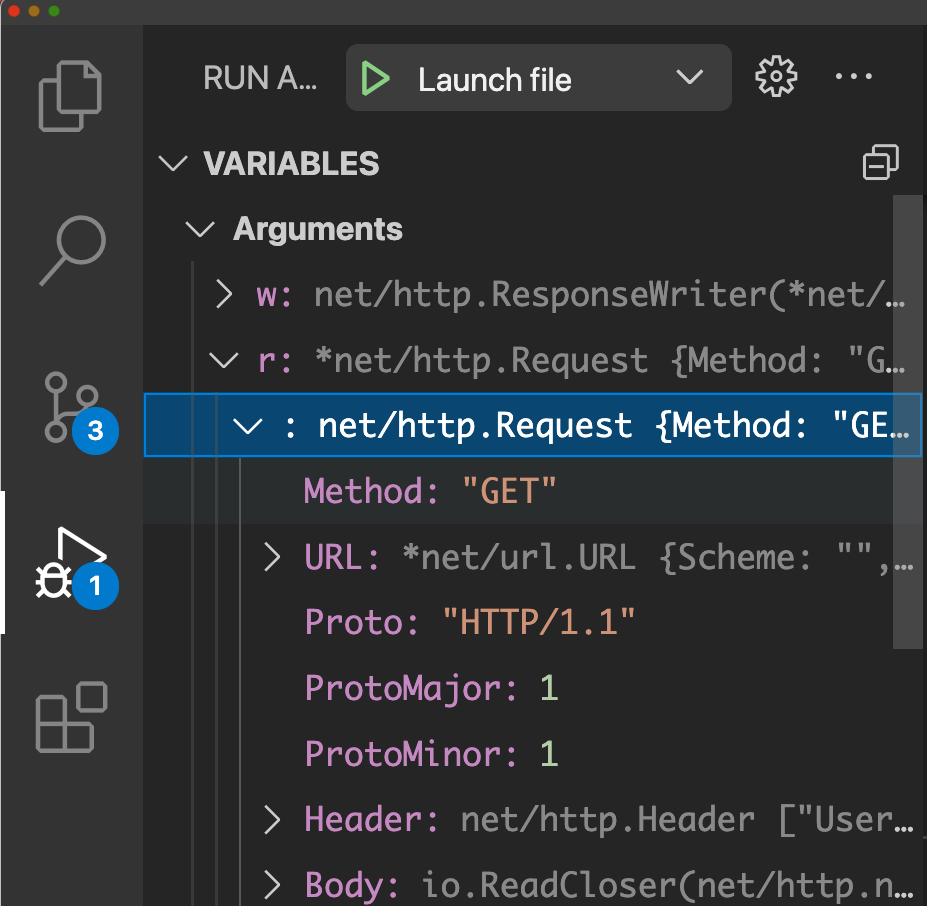 RUN A...
Launch file
...
VARIABLES
Arguments
w: net/http.ResponseWriter(*net/...
r: *net/http.Request {Method: "G...
: net/http.Request {Method: "GE...
3
Method: "GET"
URL: *net/url.URL {Scheme: "",...
1
Proto: "HTTP/1.1"
ProtoMajor: 1
ProtoMinor: 1
Header: net/http.Header ["User...
Body: io.ReadCloser(net/http.n...